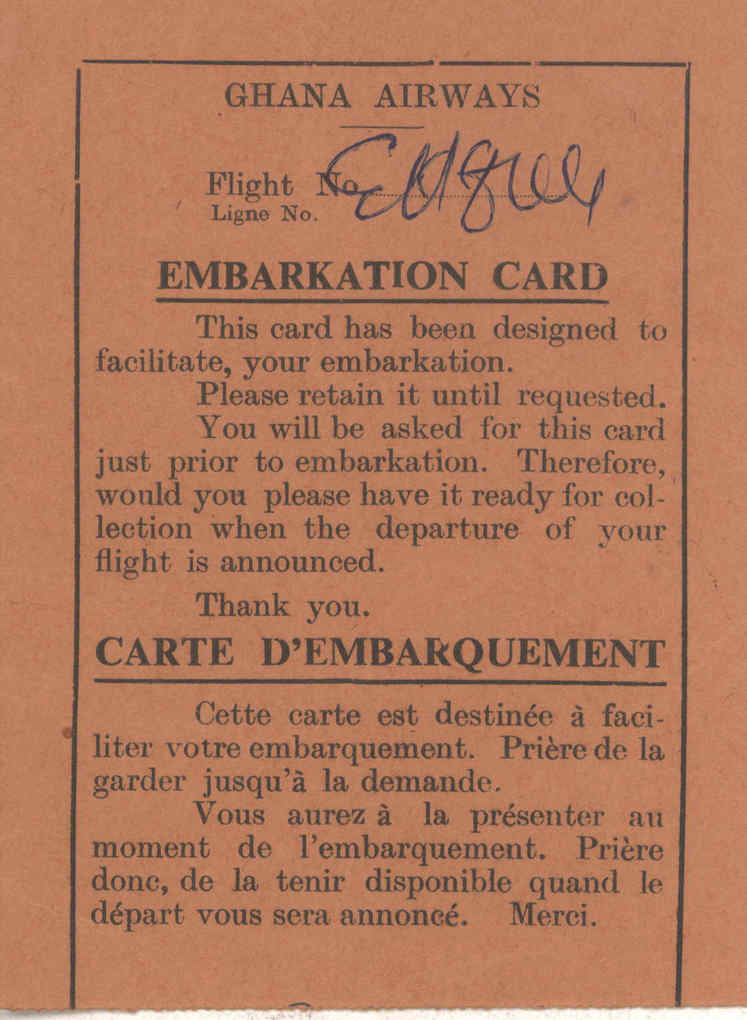 GHANA AIRWAYS
Flight No.
Ligne No.
EMBARKATION CARD
This card has been designed to
facilitate, your embarkation.
Please retain it until requested.
You will be asked for this card
just prior to embarkation. Therefore,
would you please have it ready for col-
lection when the departure of your
flight is announced.
Thank you.
CARTE D'EMBARQUEMENT
Cette carte est destinée à faci-
liter votre embarquement. Prière de la
garder jusqu'à la demande.
Vous aurez à la présenter au
moment de l'embarquement. Prière
donc, de la tenir disponible quand le
départ vous sera annoncé. Merci.